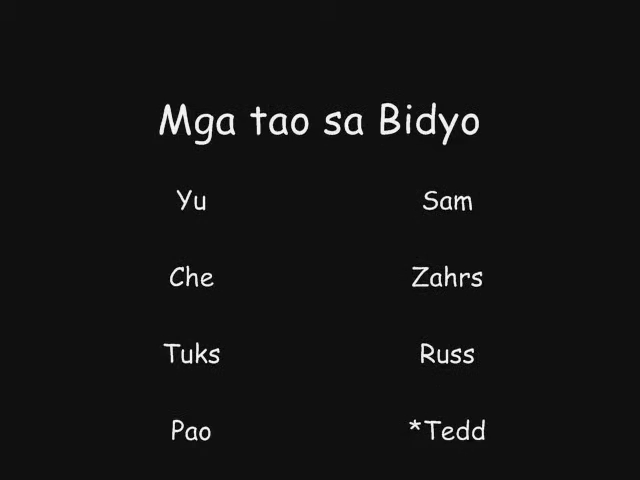 Mga tao sa Bidyo
Yu Sam
Che Zahrs
Tuks Russ
Pao *Tedd